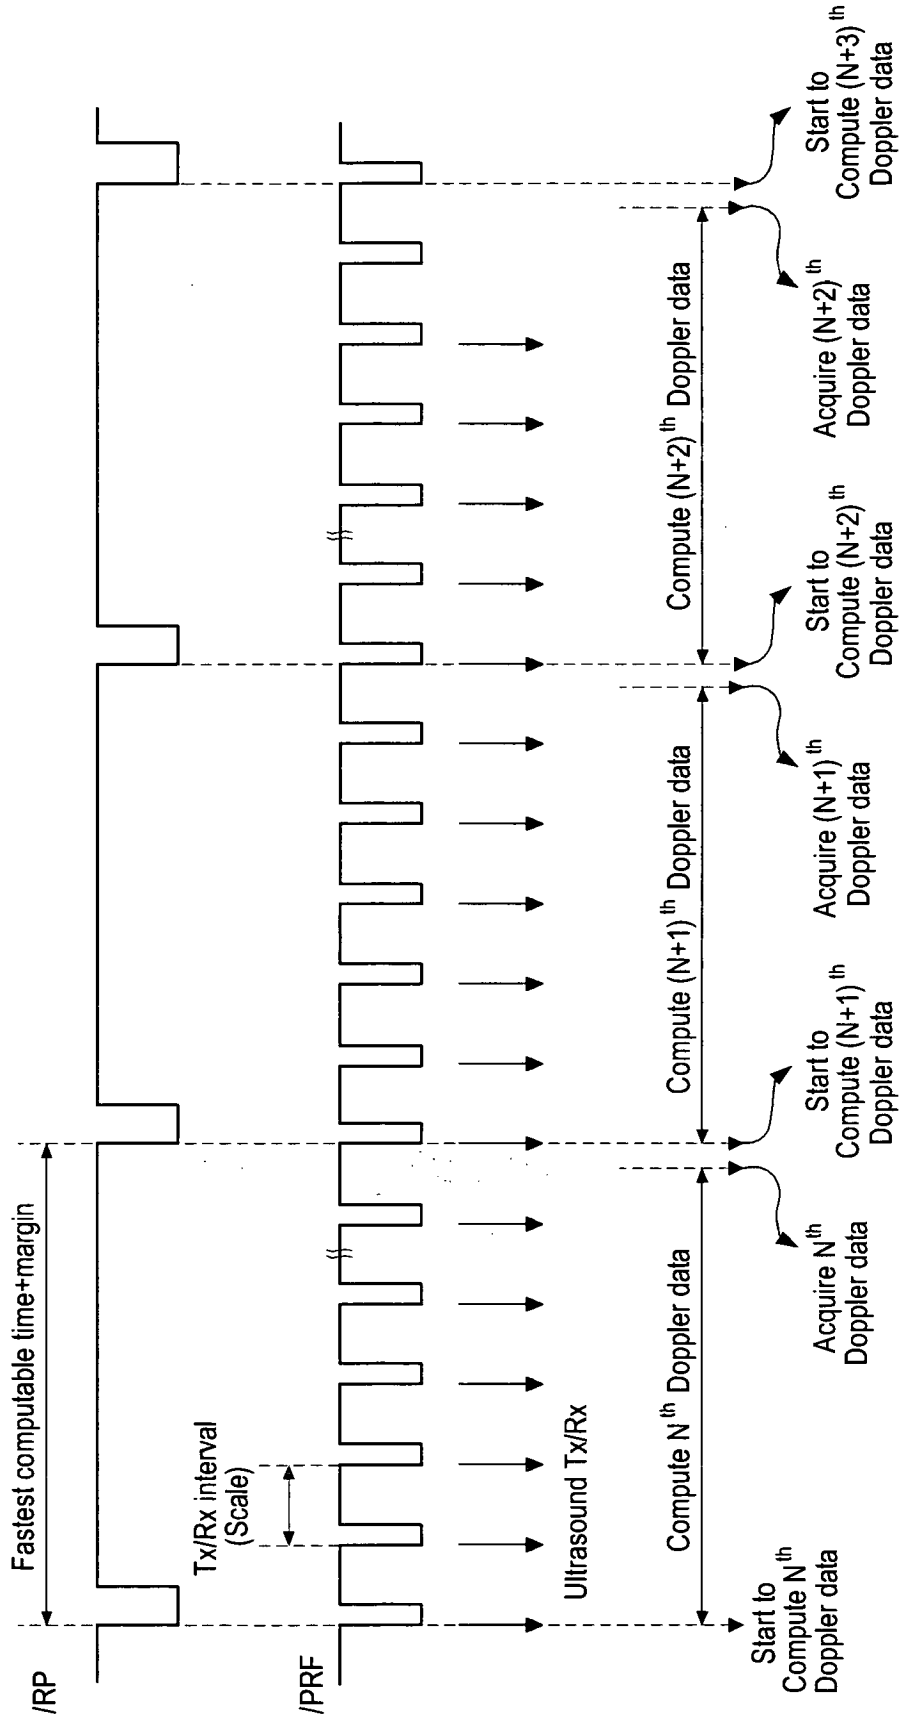 /RP
Fastest computable time+margin
/PRF
Tx/Rx interval
(Scale)
Ultrasound Tx/Rx
Compute Nth Doppler data
Compute (N+1)th Doppler data
Compute (N+2)th Doppler data
Start to
Compute Nth
Doppler data
Acquire Nth
Doppler data
Start to
Compute (N+1)th
Doppler data
Acquire (N+1)th
Doppler data
Start to
Compute (N+2)th
Doppler data
Acquire (N+2)th
Doppler data
Start to
Compute (N+3)th
Doppler data